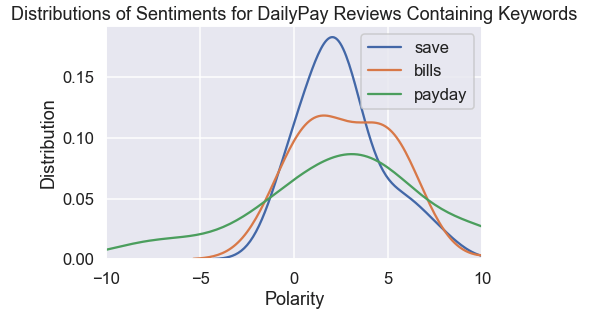 Distributions of Sentiments for DailyPay Reviews Containing Keywords
save
bills
payday
Distribution
0.15
0.10
0.05
0.00
−10
−5
0
5
10
Polarity